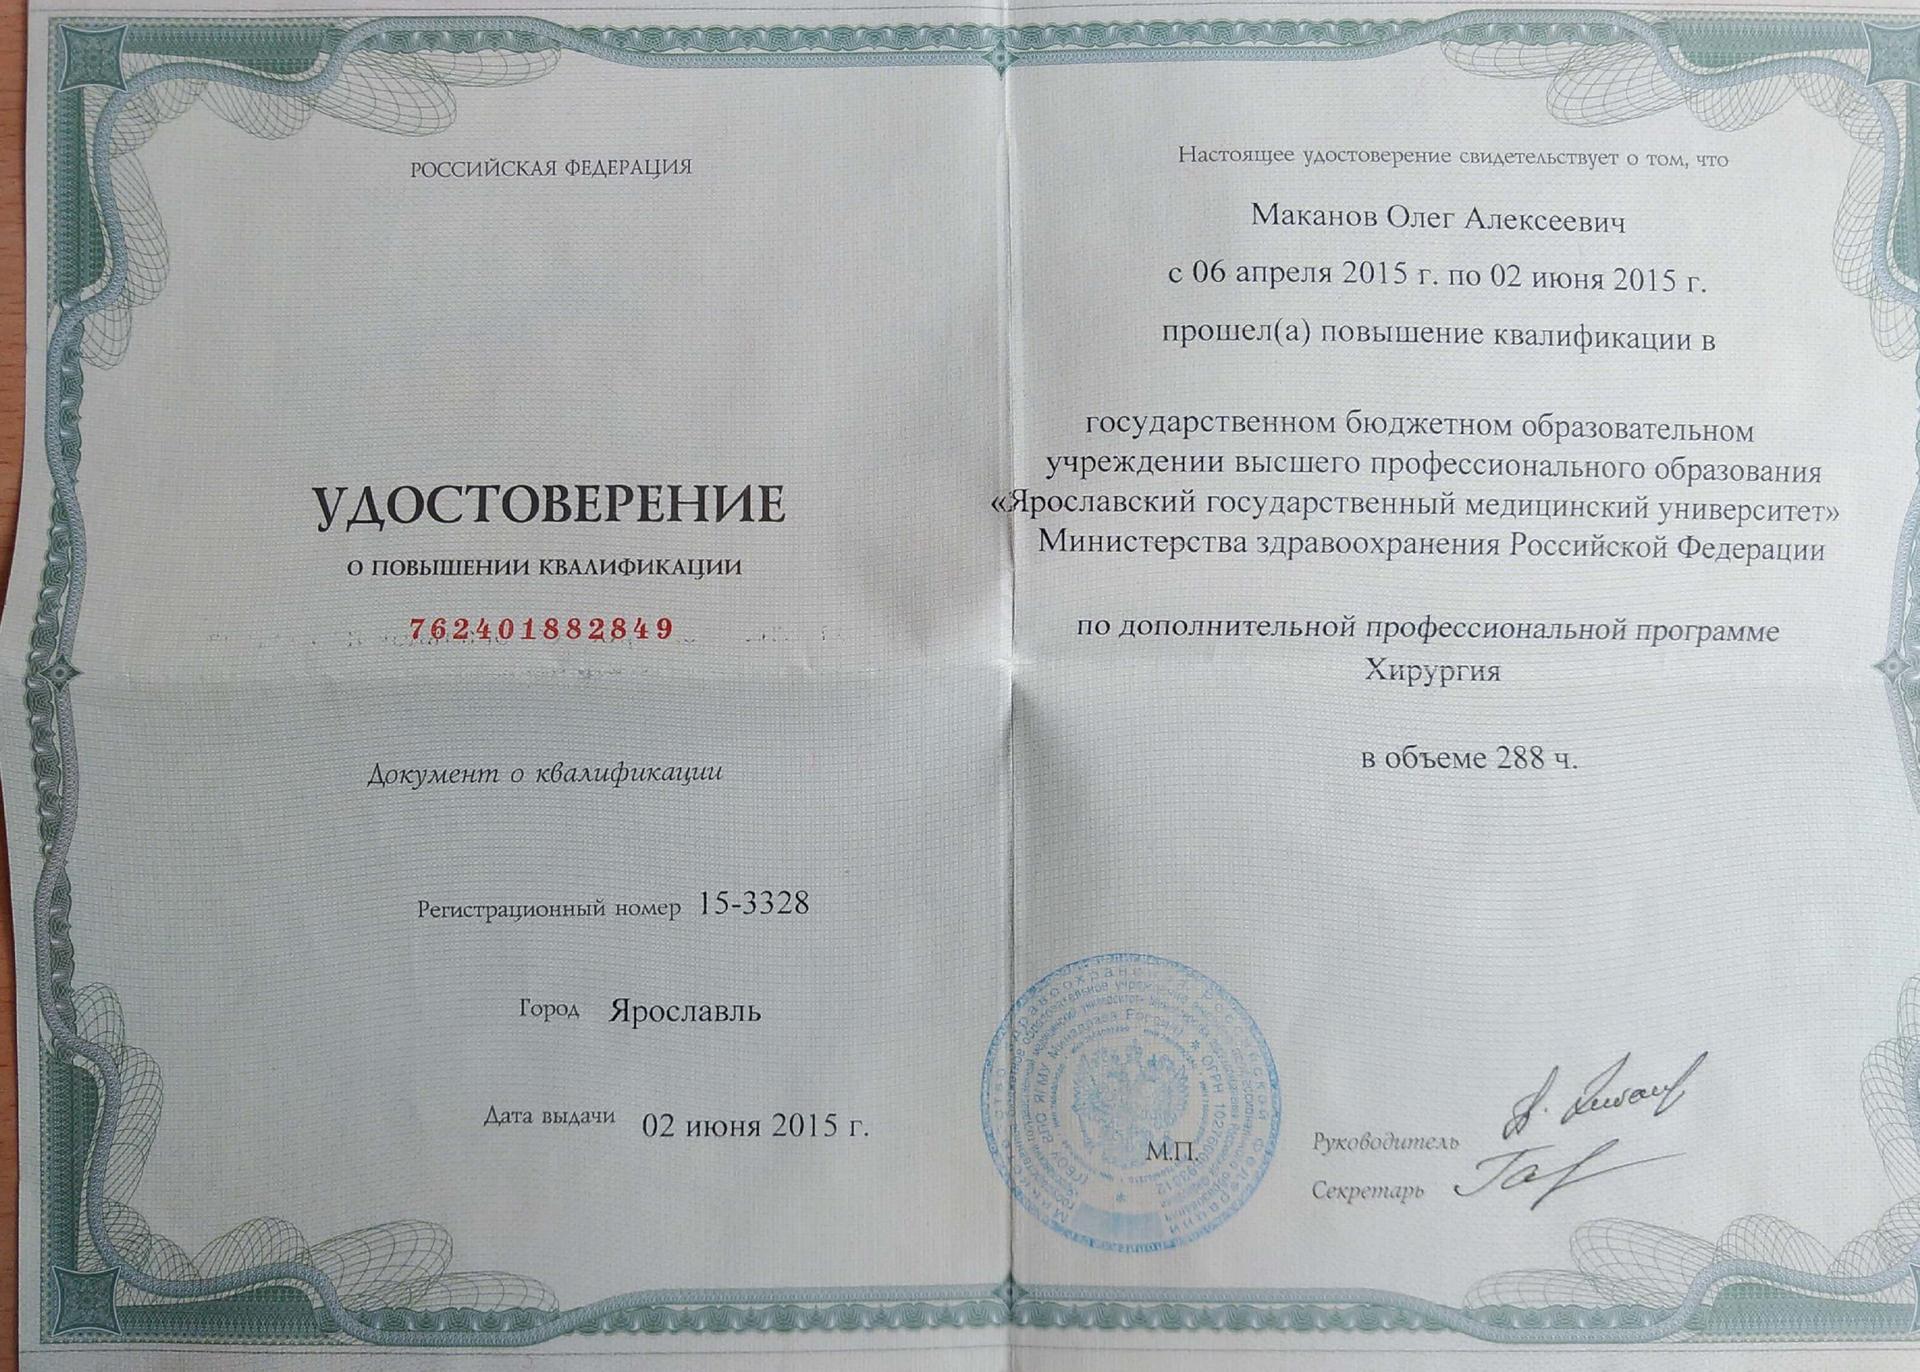 РОССИЙСКАЯ ФЕДЕРАЦИЯ
УДОСТОВЕРЕНИЕ
О ПОВЫШЕНИИ КВАЛИФИКАЦИИ
762401882849
Документ о квалификации
Регистрационный номер 15-3328
Город Ярославль
Дата выдачи 02 июня 2015 г.
Настоящее удостоверение свидетельствует о том, что
Маканов Олег Алексеевич
с 06 апреля 2015 г. по 02 июня 2015 г.
прошел(а) повышение квалификации в
государственном бюджетном образовательном
учреждении высшего профессионального образования
«Ярославский государственный медицинский университет»
Министерства здравоохранения Российской Федерации
по дополнительной профессиональной программе
Хирургия
в объеме 288 ч.
М.П.
Руководитель
Секретарь